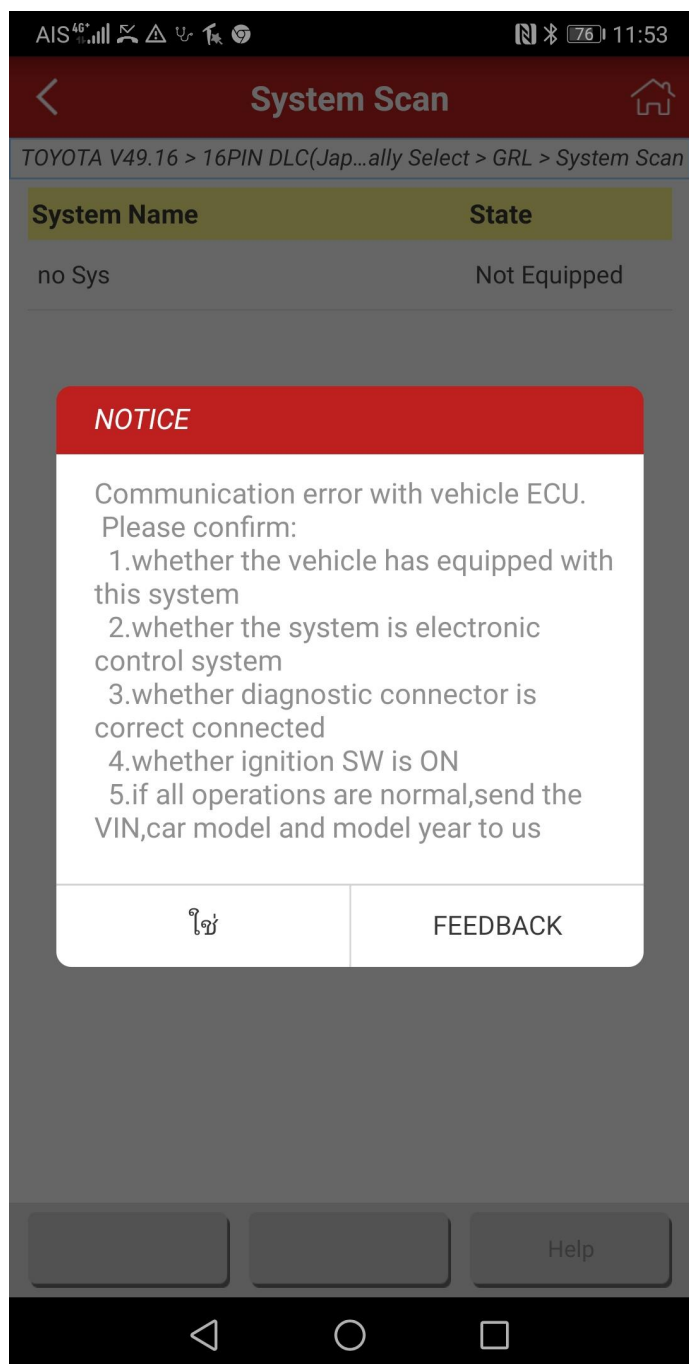 AIS 4G+ 76 11:53
System Scan
TOYOTA V49.16 > 16PIN DLC(Jap...ally Select > GRL > System Scan
System Name State
no Sys Not Equipped
NOTICE
Communication error with vehicle ECU.
Please confirm:
1.whether the vehicle has equipped with
this system
2.whether the system is electronic
control system
3.whether diagnostic connector is
correct connected
4.whether ignition SW is ON
5.if all operations are normal,send the
VIN,car model and model year to us
ใช่ FEEDBACK
Help